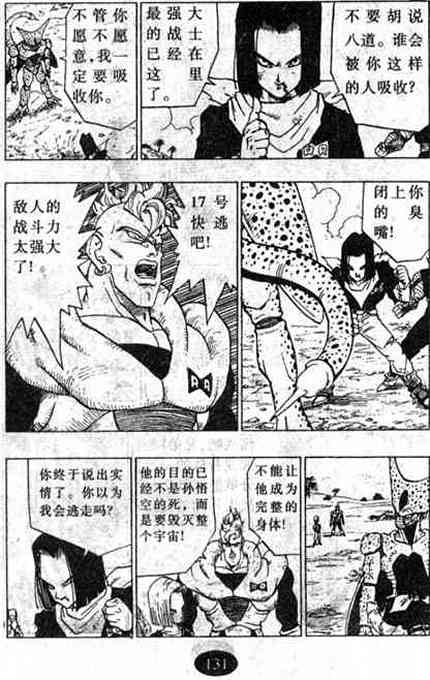 不要胡说
八道。谁会
被你这样
的人吸收?
最强大
的战士
已经在
这里
了。
不管你
愿不愿
意,我一
定要吸
收你。
闭上你
的臭
嘴!
17号
快逃
吧!
敌人的
战斗力
太强大
了!
不能让
他成为
完整的
身体!
他的目的已
经不是孙悟
空的死,而
是要毁灭整
个宇宙!
你终于说出实
情了。你以为
我会逃走吗?
131